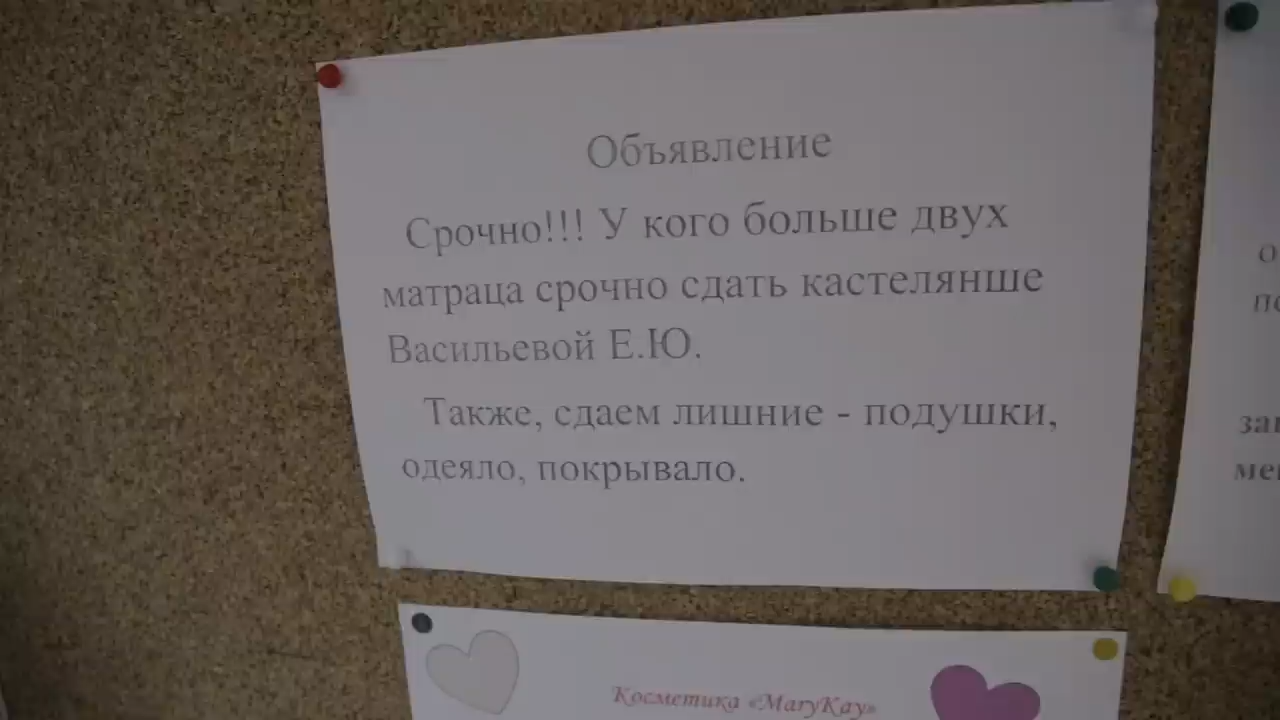 Объявление
Срочно!!! У кого больше двух
матраца срочно сдать кастелянше
Васильевой Е.Ю.
Также, сдаем лишние - подушки,
одеяло, покрывало.
Косметика «MaryKay»